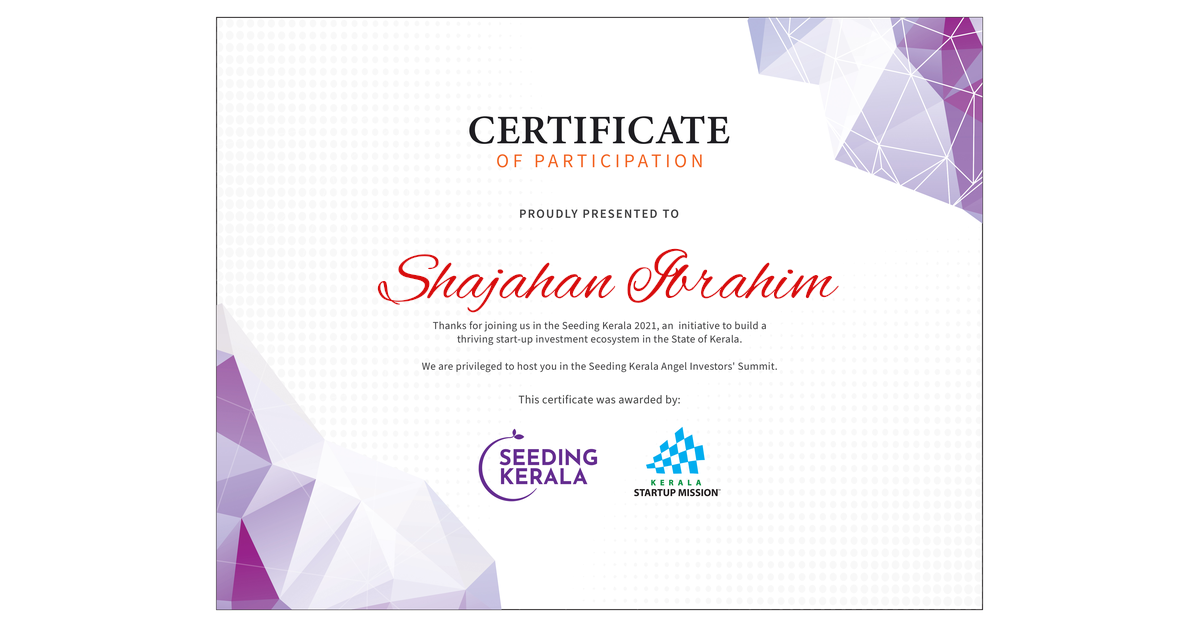 CERTIFICATE
OF PARTICIPATION
PROUDLY PRESENTED TO
Shajahan Ibrahim
Thanks for joining us in the Seeding Kerala 2021, an initiative to build a
thriving start-up investment ecosystem in the State of Kerala.
We are privileged to host you in the Seeding Kerala Angel Investors' Summit.
This certificate was awarded by:
SEEDING
KERALA
KERALA
STARTUP MISSION